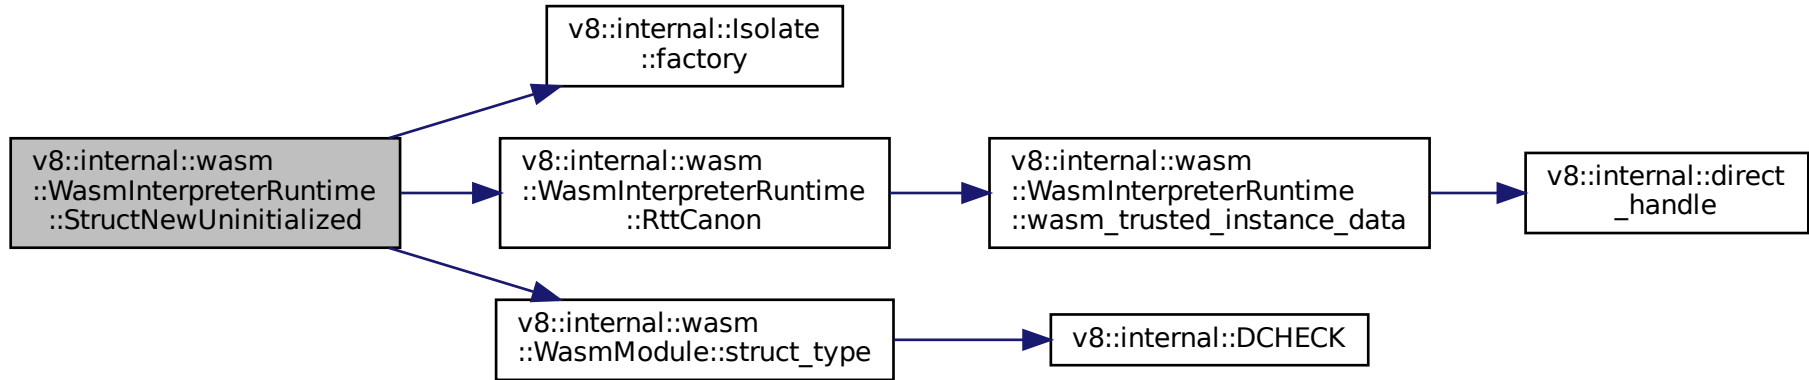 v8::internal::Isolate
::factory
v8::internal::wasm
::WasmInterpreterRuntime
::StructNewUninitialized
v8::internal::wasm
::WasmInterpreterRuntime
::RttCanon
v8::internal::wasm
::WasmInterpreterRuntime
::wasm_trusted_instance_data
v8::internal::direct
_handle
v8::internal::wasm
::WasmModule::struct_type
v8::internal::DCHECK